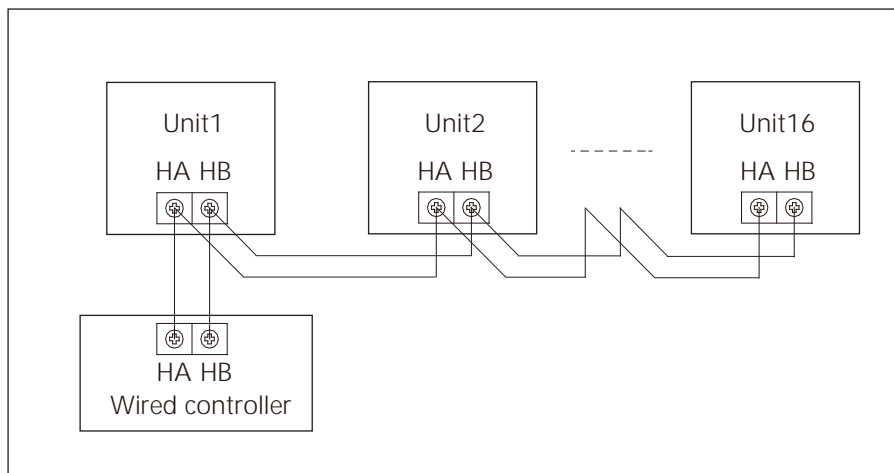 Unit1
HA HB
Unit2
HA HB
Unit16
HA HB
HA HB
Wired controller